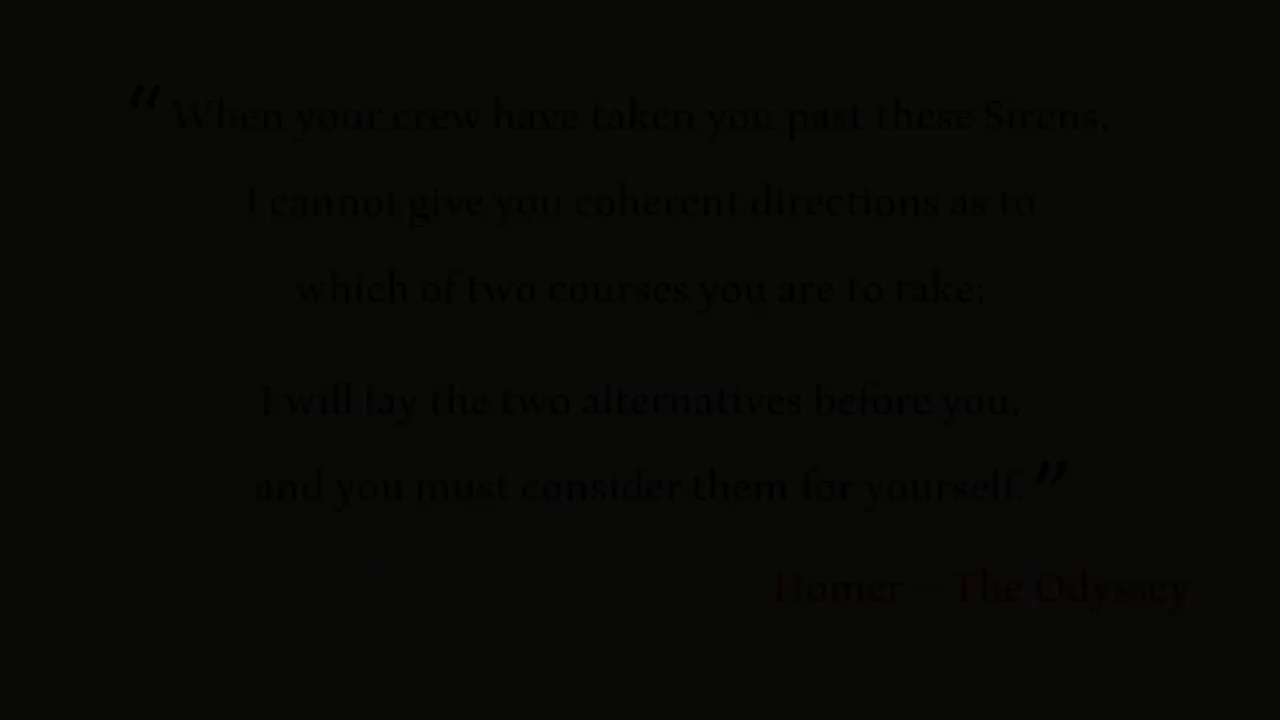 “When your crew have taken you past these Sirens,
I cannot give you coherent directions as to
which of two courses you are to take;
I will lay the two alternatives before you,
and you must consider them for yourself.”
Homer – The Odyssey